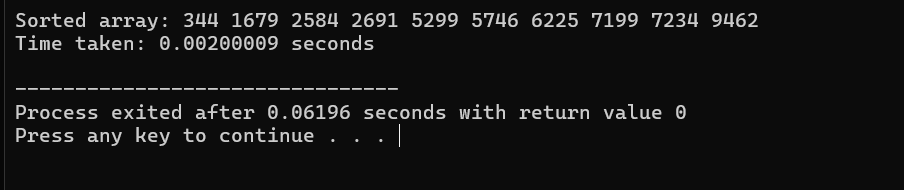 Sorted array: 344 1679 2584 2691 5299 5746 6225 7199 7234 9462
Time taken: 0.00200009 seconds
--------------------------------
Process exited after 0.06196 seconds with return value 0
Press any key to continue . . .